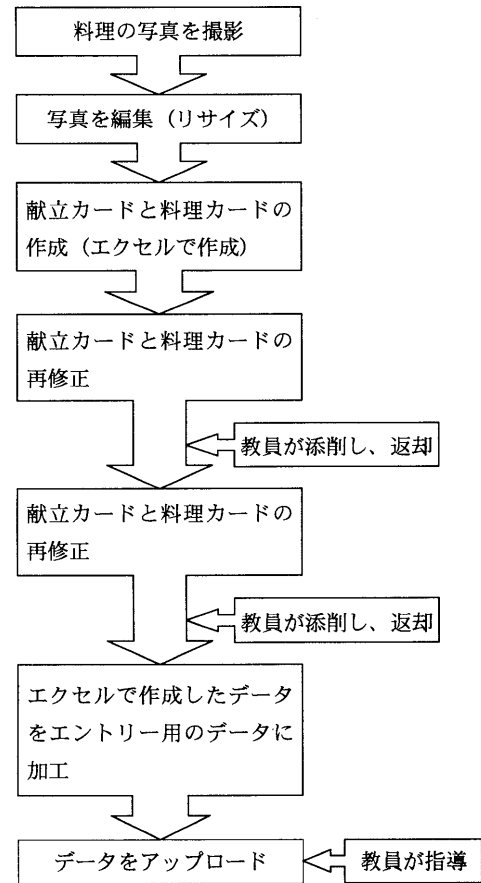 料理の写真を撮影
写真を編集（リサイズ）
献立カードと料理カードの
作成（エクセルで作成）
献立カードと料理カードの
再修正
教員が添削し、返却
献立カードと料理カードの
再修正
教員が添削し、返却
エクセルで作成したデータ
をエントリー用のデータに
加工
データをアップロード
教員が指導